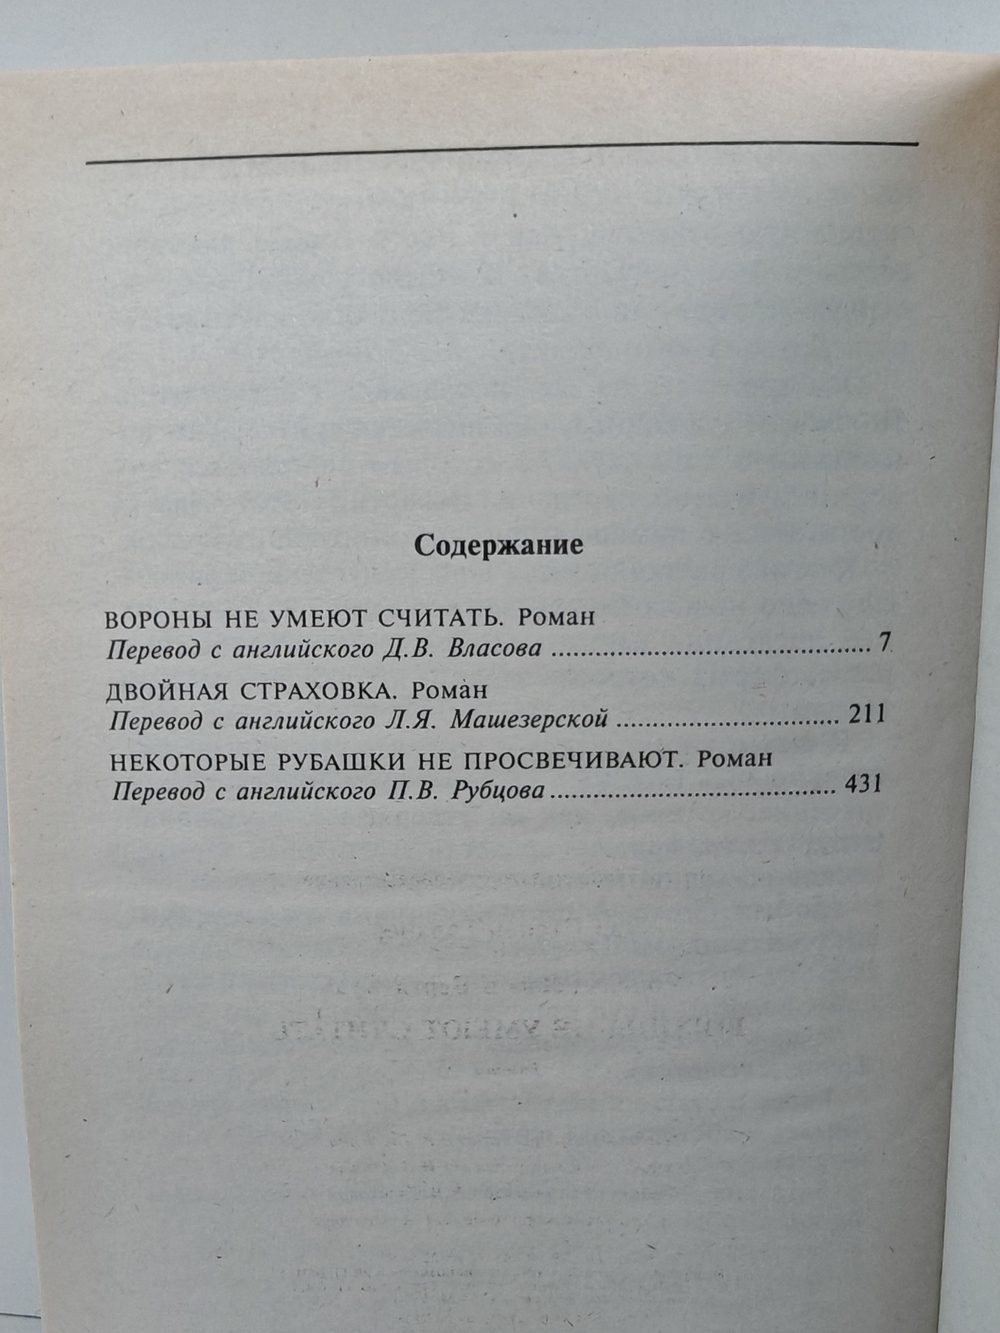 Содержание
ВОРОНЫ НЕ УМЕЮТ СЧИТАТЬ. Роман
Перевод с английского Д.В. Власова ........................................ 7
ДВОЙНАЯ СТРАХОВКА. Роман
Перевод с английского Л.Я. Машезерской ............................ 211
НЕКОТОРЫЕ РУБАШКИ НЕ ПРОСВЕЧИВАЮТ. Роман
Перевод с английского П.В. Рубцова .................................... 431